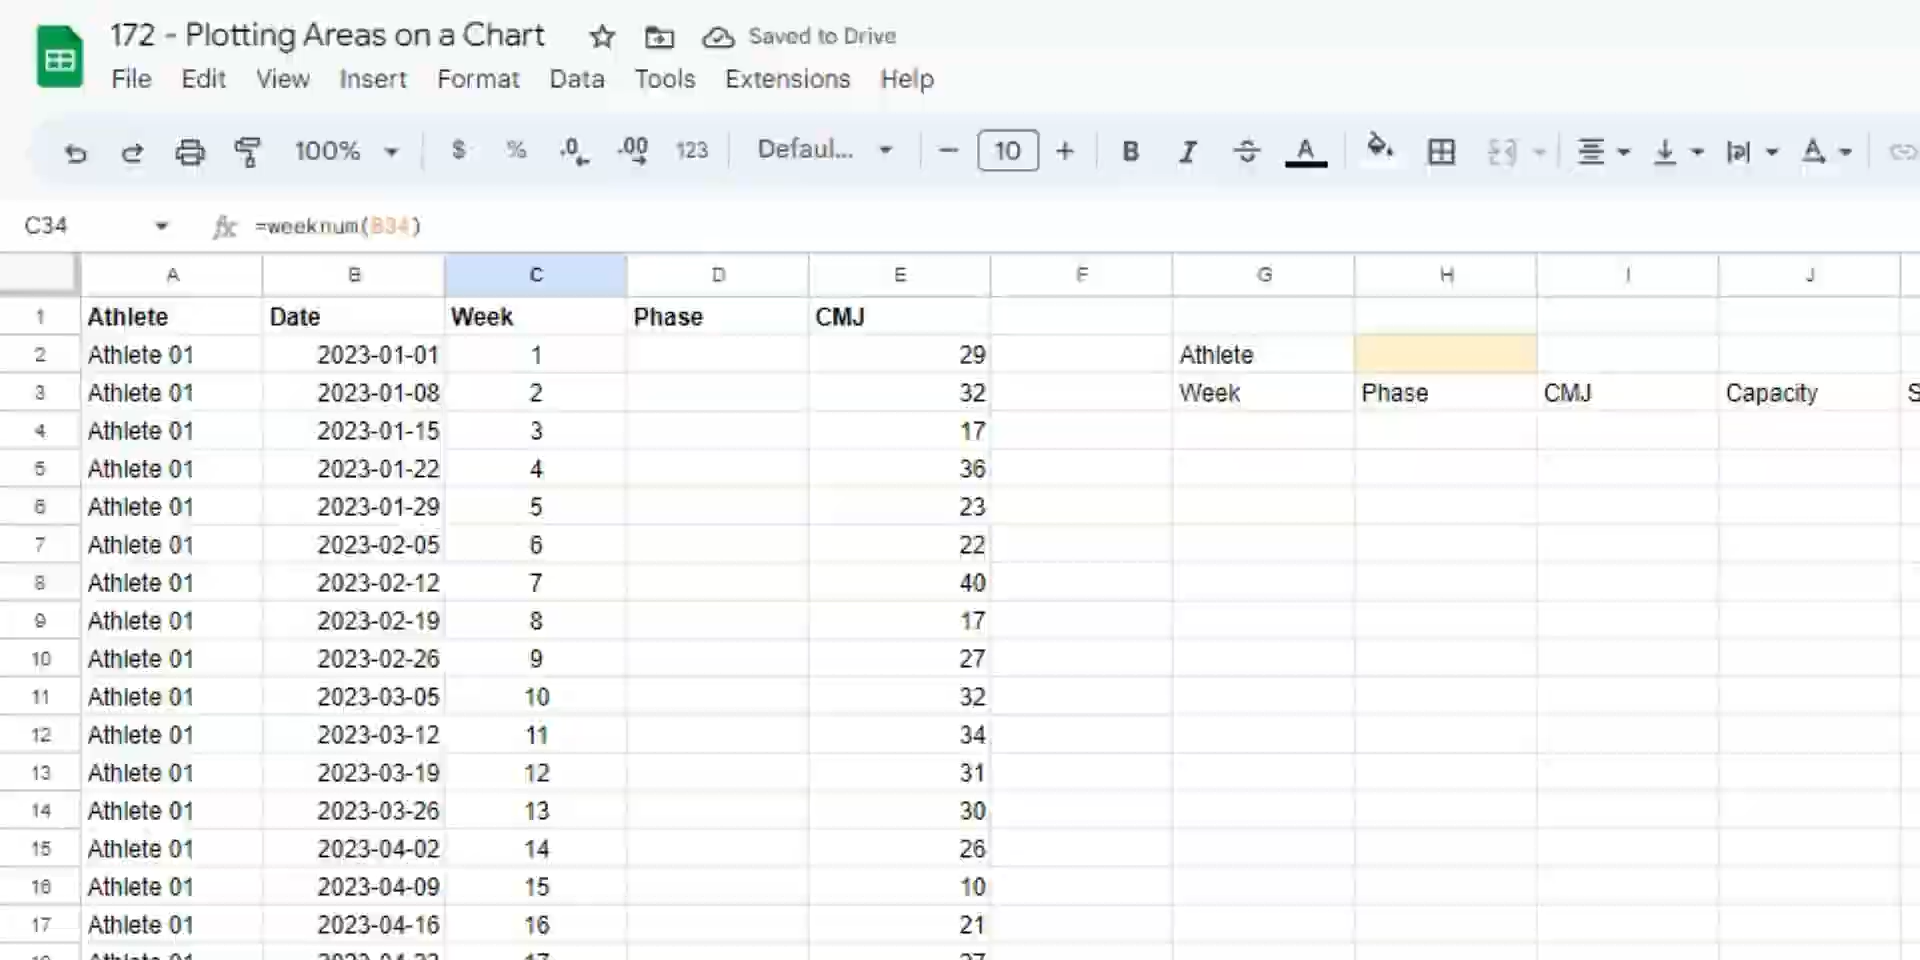 172 - Plotting Areas on a Chart Saved to Drive
File Edit View Insert Format Data Tools Extensions Help
100% $ % .0 .00 123 Defaul... − 10 + B I S A
C34 fx =weeknum(B34)
A B C D E F G H I J
1 Athlete Date Week Phase CMJ
2 Athlete 01 2023-01-01 1 29 Athlete
3 Athlete 01 2023-01-08 2 32 Week Phase CMJ Capacity
4 Athlete 01 2023-01-15 3 17
5 Athlete 01 2023-01-22 4 36
6 Athlete 01 2023-01-29 5 23
7 Athlete 01 2023-02-05 6 22
8 Athlete 01 2023-02-12 7 40
9 Athlete 01 2023-02-19 8 17
10 Athlete 01 2023-02-26 9 27
11 Athlete 01 2023-03-05 10 32
12 Athlete 01 2023-03-12 11 34
13 Athlete 01 2023-03-19 12 31
14 Athlete 01 2023-03-26 13 30
15 Athlete 01 2023-04-02 14 26
16 Athlete 01 2023-04-09 15 10
17 Athlete 01 2023-04-16 16 21